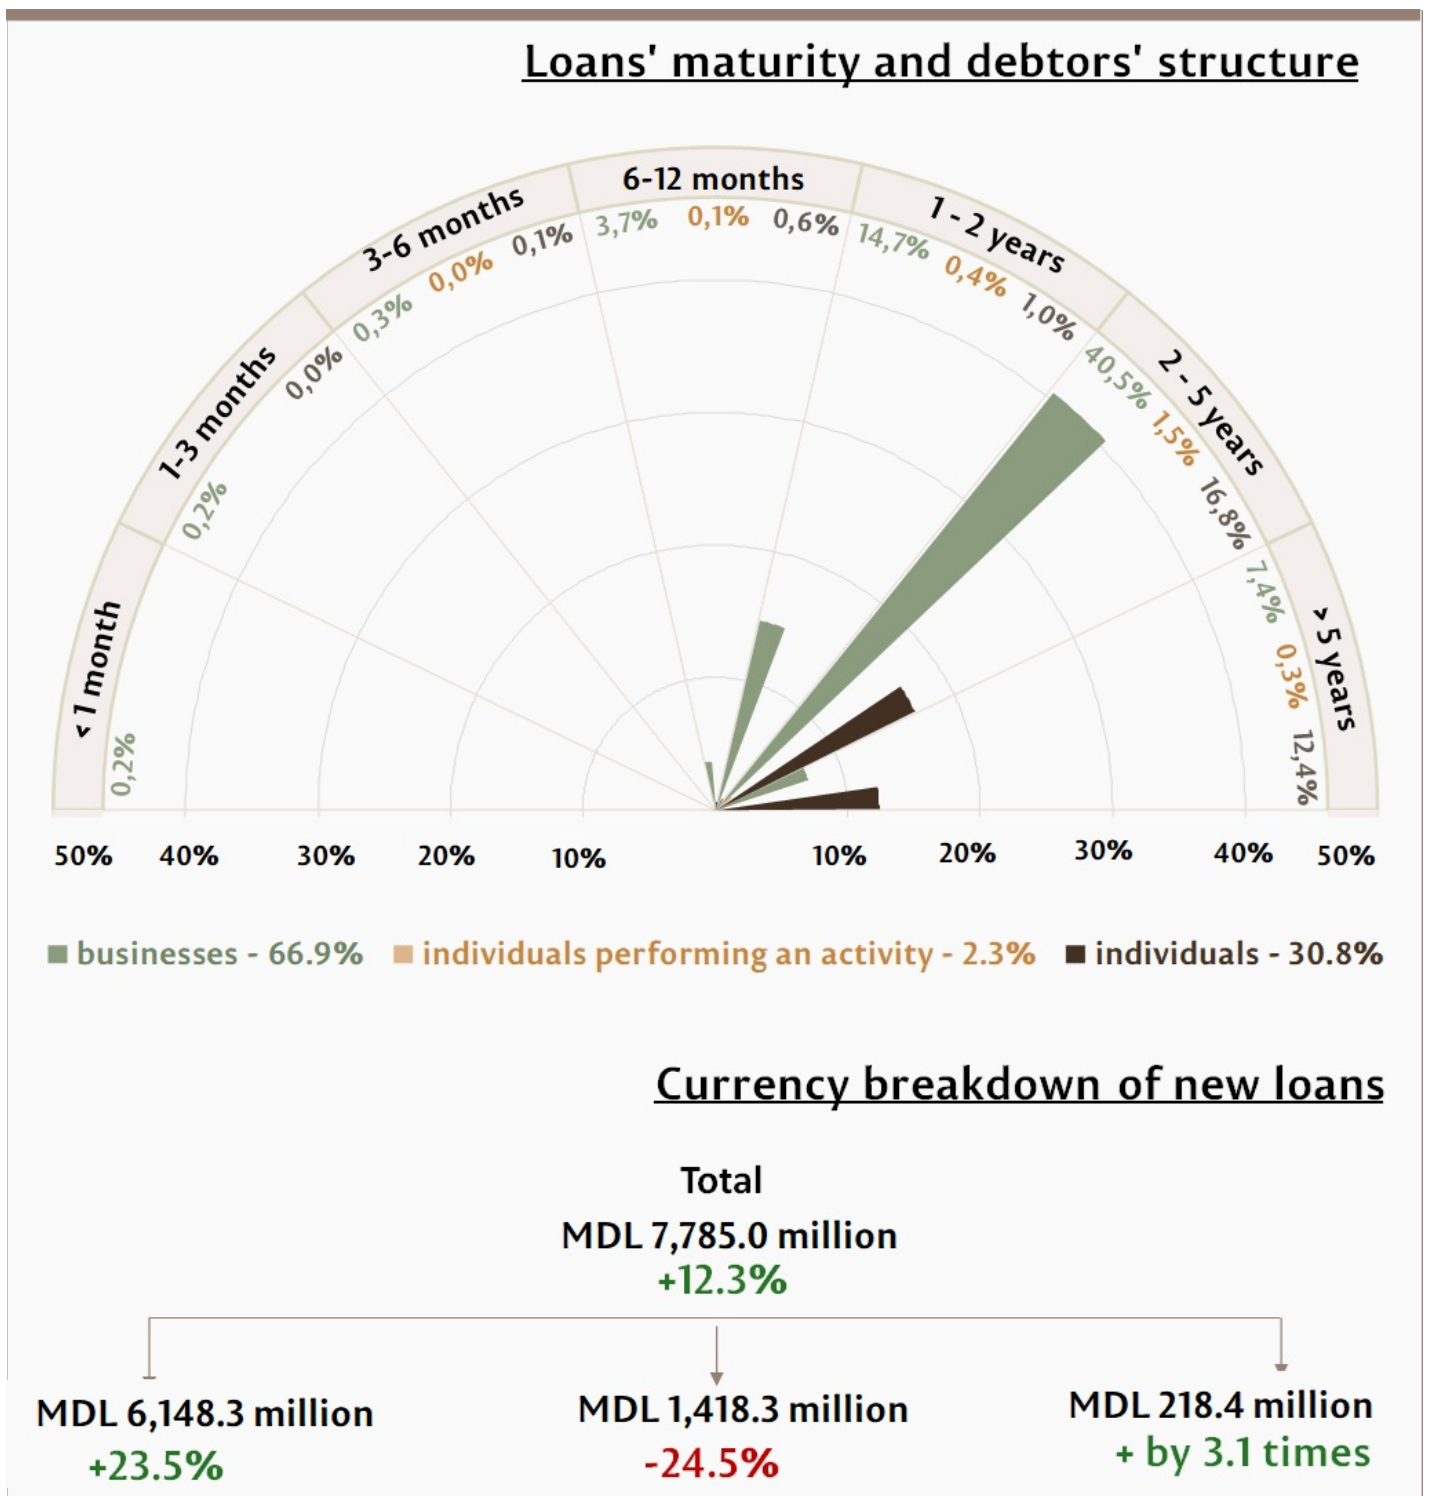 Loans' maturity and debtors' structure
< 1 month
0,2%
1-3 months
0,2%
0,0%
3-6 months
0,3%
0,0%
0,1%
6-12 months
3,7%
0,1%
0,6%
1 - 2 years
14,7%
0,4%
1,0%
2 - 5 years
40,5%
1,5%
16,8%
> 5 years
7,4%
0,3%
12,4%
50% 40% 30% 20% 10% 10% 20% 30% 40% 50%
businesses - 66.9% individuals performing an activity - 2.3% individuals - 30.8%
Currency breakdown of new loans
Total
MDL 7,785.0 million
+12.3%
MDL 6,148.3 million
+23.5%
MDL 1,418.3 million
-24.5%
MDL 218.4 million
+ by 3.1 times